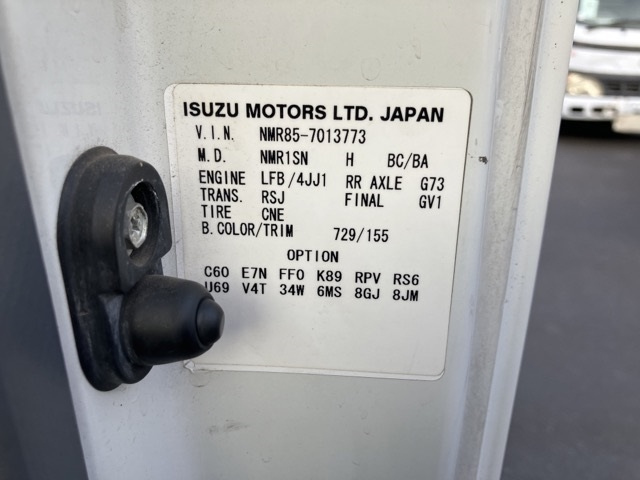 ISUZU MOTORS LTD. JAPAN
V.I.N. NMR85-7013773
M.D. NMR1SN H BC/BA
ENGINE LFB/4JJ1 RR AXLE G73
TRANS. RSJ FINAL GV1
TIRE CNE
B.COLOR/TRIM 729/155
OPTION
C60 E7N FF0 K89 RPV RS6
U69 V4T 34W 6MS 8GJ 8JM